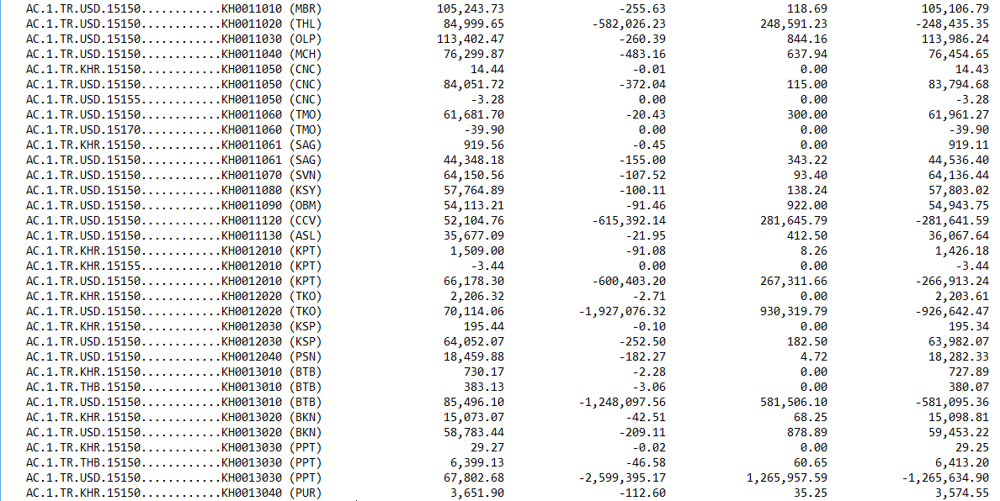 AC.1.TR.USD.15150............KH0011010 (MBR) 105,243.73 -255.63 118.69 105,106.79
AC.1.TR.USD.15150............KH0011020 (THL) 84,999.65 -582,026.23 248,591.23 -248,435.35
AC.1.TR.USD.15150............KH0011030 (OLP) 113,402.47 -260.39 844.16 113,986.24
AC.1.TR.USD.15150............KH0011040 (MCH) 76,299.87 -483.16 637.94 76,454.65
AC.1.TR.KHR.15150............KH0011050 (CNC) 14.44 -0.01 0.00 14.43
AC.1.TR.USD.15150............KH0011050 (CNC) 84,051.72 -372.04 115.00 83,794.68
AC.1.TR.USD.15155............KH0011050 (CNC) -3.28 0.00 0.00 -3.28
AC.1.TR.USD.15150............KH0011060 (TMO) 61,681.70 -20.43 300.00 61,961.27
AC.1.TR.USD.15170............KH0011060 (TMO) -39.90 0.00 0.00 -39.90
AC.1.TR.KHR.15150............KH0011061 (SAG) 919.56 -0.45 0.00 919.11
AC.1.TR.USD.15150............KH0011061 (SAG) 44,348.18 -155.00 343.22 44,536.40
AC.1.TR.USD.15150............KH0011070 (SVN) 64,150.56 -107.52 93.40 64,136.44
AC.1.TR.USD.15150............KH0011080 (KSY) 57,764.89 -100.11 138.24 57,803.02
AC.1.TR.USD.15150............KH0011090 (OBM) 54,113.21 -91.46 922.00 54,943.75
AC.1.TR.USD.15150............KH0011120 (CCV) 52,104.76 -615,392.14 281,645.79 -281,641.59
AC.1.TR.USD.15150............KH0011130 (ASL) 35,677.09 -21.95 412.50 36,067.64
AC.1.TR.KHR.15150............KH0012010 (KPT) 1,509.00 -91.08 8.26 1,426.18
AC.1.TR.KHR.15155............KH0012010 (KPT) -3.44 0.00 0.00 -3.44
AC.1.TR.USD.15150............KH0012010 (KPT) 66,178.30 -600,403.20 267,311.66 -266,913.24
AC.1.TR.KHR.15150............KH0012020 (TKO) 2,206.32 -2.71 0.00 2,203.61
AC.1.TR.USD.15150............KH0012020 (TKO) 70,114.06 -1,927,076.32 930,319.79 -926,642.47
AC.1.TR.KHR.15150............KH0012030 (KSP) 195.44 -0.10 0.00 195.34
AC.1.TR.USD.15150............KH0012030 (KSP) 64,052.07 -252.50 182.50 63,982.07
AC.1.TR.USD.15150............KH0012040 (PSN) 18,459.88 -182.27 4.72 18,282.33
AC.1.TR.KHR.15150............KH0013010 (BTB) 730.17 -2.28 0.00 727.89
AC.1.TR.THB.15150............KH0013010 (BTB) 383.13 -3.06 0.00 380.07
AC.1.TR.USD.15150............KH0013010 (BTB) 85,496.10 -1,248,097.56 581,506.10 -581,095.36
AC.1.TR.KHR.15150............KH0013020 (BKN) 15,073.07 -42.51 68.25 15,098.81
AC.1.TR.USD.15150............KH0013020 (BKN) 58,783.44 -209.11 878.89 59,453.22
AC.1.TR.KHR.15150............KH0013030 (PPT) 29.27 -0.02 0.00 29.25
AC.1.TR.THB.15150............KH0013030 (PPT) 6,399.13 -46.58 60.65 6,413.20
AC.1.TR.USD.15150............KH0013030 (PPT) 67,802.68 -2,599,395.17 1,265,957.59 -1,265,634.90
AC.1.TR.KHR.15150............KH0013040 (PUR) 3,651.90 -112.60 35.25 3,574.55